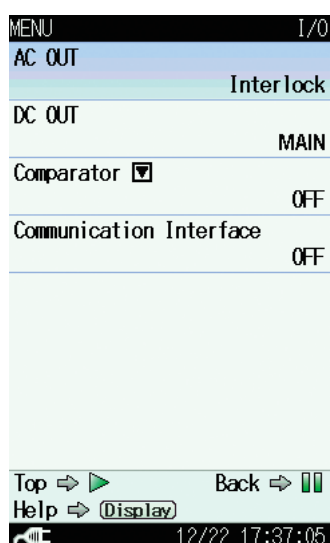 MENU I/O
AC OUT
Interlock
DC OUT
MAIN
Comparator ▼
OFF
Communication Interface
OFF
Top ⇨ ▷ Back ⇨ ▯▯
Help ⇨ Display
12/22 17:37:05